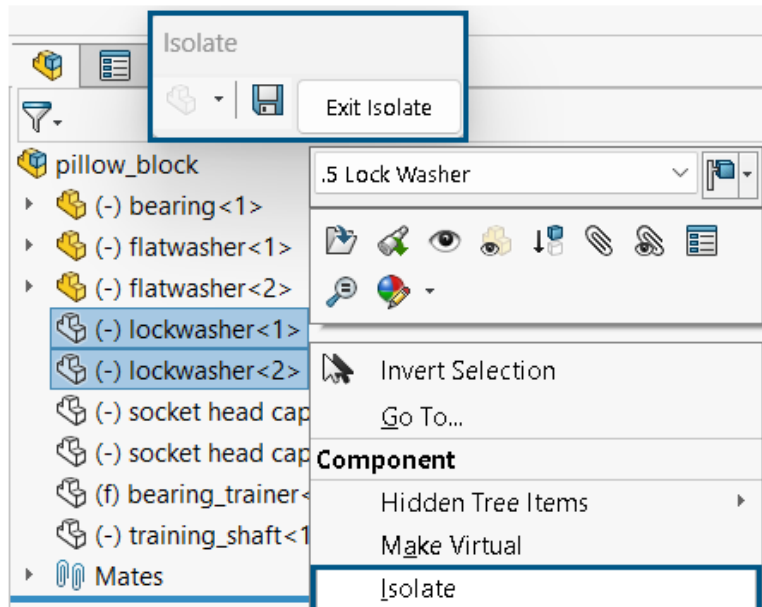 Isolate
Exit Isolate
pillow_block
(-) bearing<1>
(-) flatwasher<1>
(-) flatwasher<2>
(-) lockwasher<1>
(-) lockwasher<2>
(-) socket head cap
(-) socket head cap
(f) bearing_trainer<
(-) training_shaft<1
Mates
.5 Lock Washer
Invert Selection
Go To...
Component
Hidden Tree Items
Make Virtual
Isolate